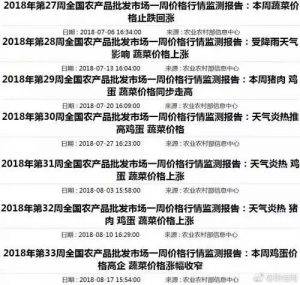 2018年第27周全国农产品批发市场一周价格行情监测报告：本周蔬菜价
格止跌回涨
日期：2018-07-06 16:34:00 来源：农业农村部信息中心
2018年第28周全国农产品批发市场一周价格行情监测报告：受降雨天气
影响 蔬菜价格上涨
日期：2018-07-13 16:04:00 来源：农业农村部信息中心
2018年第29周全国农产品批发市场一周价格行情监测报告：本周猪肉 鸡
蛋 蔬菜价格同步走高
日期：2018-07-20 16:09:00 来源：农业农村部信息中心
2018年第30周全国农产品批发市场一周价格行情监测报告：天气炎热推
高鸡蛋 蔬菜价格
日期：2018-07-27 16:23:00 来源：农业农村部信息中心
2018年第31周全国农产品批发市场一周价格行情监测报告：天气炎热 鸡
蛋 蔬菜价格上涨
日期：2018-08-03 15:58:00 来源：农业农村部信息中心
2018年第32周全国农产品批发市场一周价格行情监测报告：天气炎热 猪
肉 鸡蛋 蔬菜价格上涨
日期：2018-08-10 16:29:00 来源：农业农村部信息中心
2018年第33周全国农产品批发市场一周价格行情监测报告：本周鸡蛋价
格高企 蔬菜价格涨幅收窄
日期：2018-08-17 15:54:00 来源：农业农村部信息中心